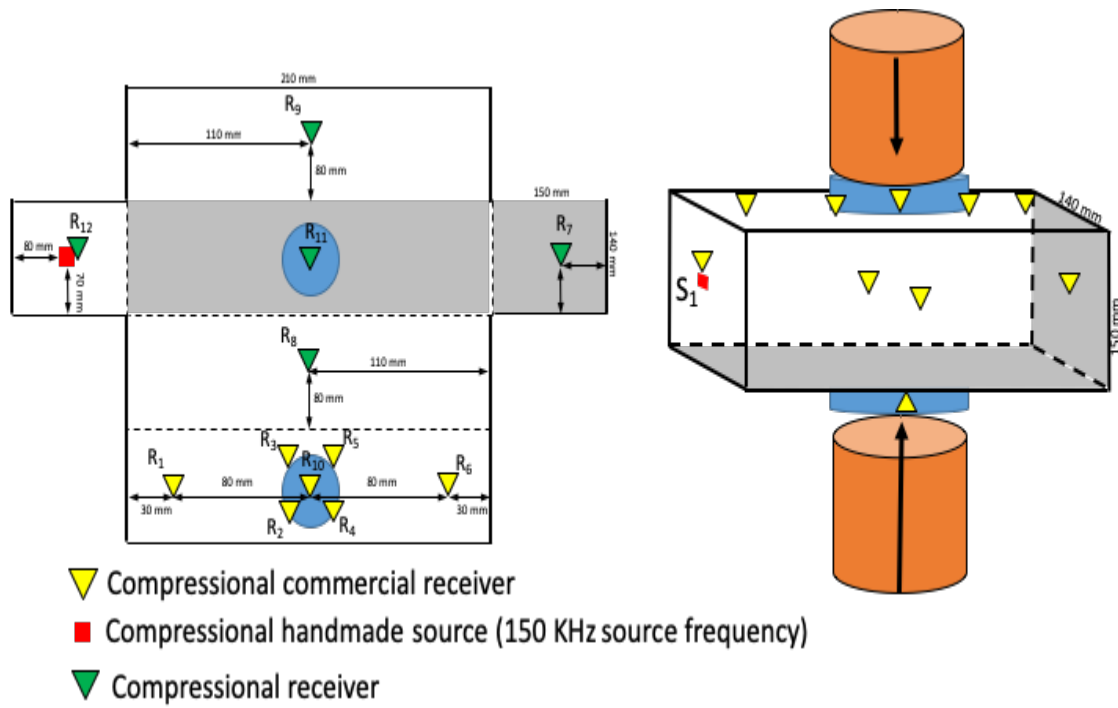 210 mm
R9
110 mm
80 mm
150 mm
R12
R11
R7
80 mm
70 mm
140 mm
R8
110 mm
80 mm
R3
R5
R1
R10
R6
80 mm
80 mm
30 mm
30 mm
R2
R4
140 mm
S1
150 mm
Compressional commercial receiver
Compressional handmade source (150 KHz source frequency)
Compressional receiver